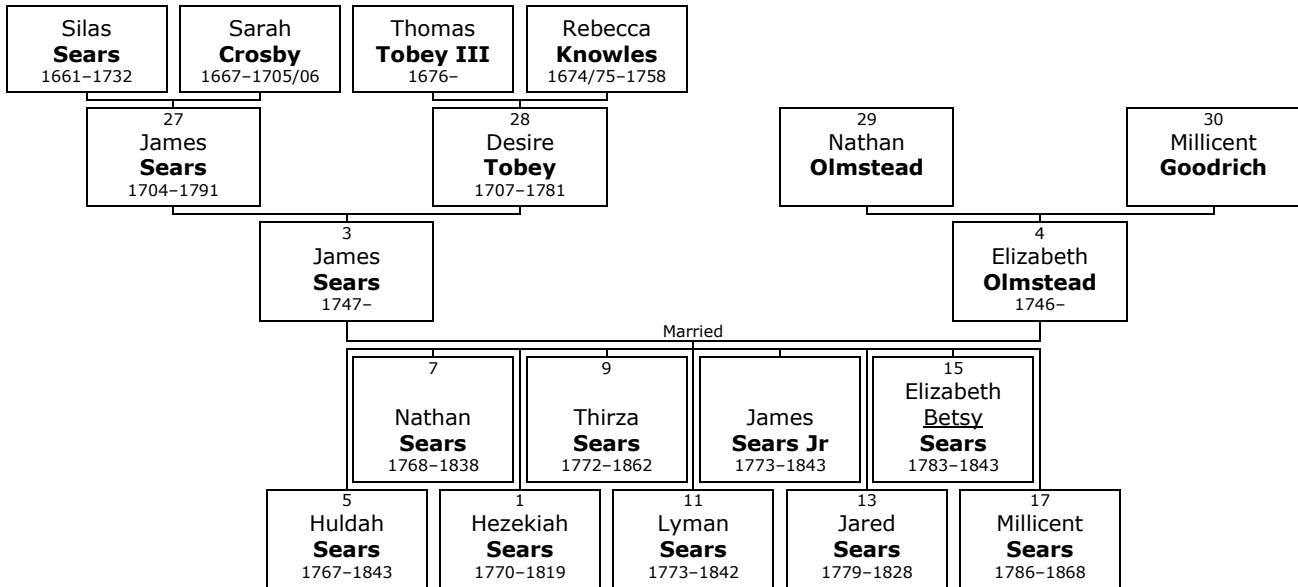 Silas
Sears
1661–1732
Sarah
Crosby
1667–1705/06
Thomas
Tobey III
1676–
Rebecca
Knowles
1674/75–1758
27
James
Sears
1704–1791
28
Desire
Tobey
1707–1781
29
Nathan
Olmstead
30
Millicent
Goodrich
3
James
Sears
1747–
4
Elizabeth
Olmstead
1746–
Married
7
Nathan
Sears
1768–1838
9
Thirza
Sears
1772–1862
James
Sears Jr
1773–1843
15
Elizabeth
Betsy
Sears
1783–1843
5
Huldah
Sears
1767–1843
1
Hezekiah
Sears
1770–1819
11
Lyman
Sears
1773–1842
13
Jared
Sears
1779–1828
17
Millicent
Sears
1786–1868